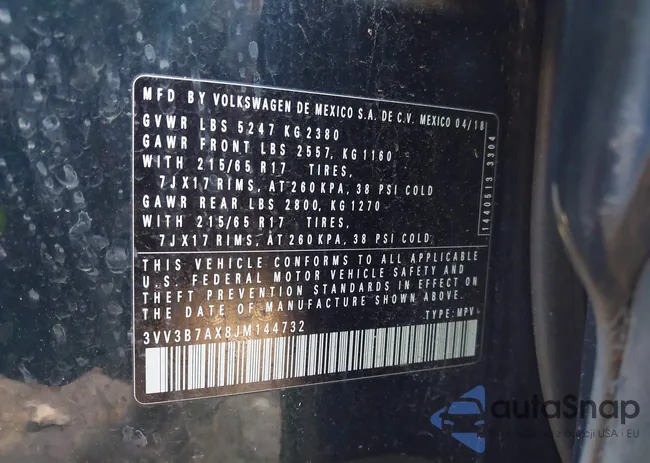 MFD BY VOLKSWAGEN DE MEXICO S.A. DE C.V. MEXICO 04/18
GVWR LBS 5247 KG 2380
GAWR FRONT LBS 2557, KG 1160
WITH 215/65 R17 TIRES,
7JX17 RIMS, AT 260 KPA, 38 PSI COLD
GAWR REAR LBS 2800, KG 1270
WITH 215/65 R17 TIRES,
7JX17 RIMS, AT 260 KPA, 38 PSI COLD
1440513 3304
THIS VEHICLE CONFORMS TO ALL APPLICABLE
U.S. FEDERAL MOTOR VEHICLE SAFETY AND
THEFT PREVENTION STANDARDS IN EFFECT ON
THE DATE OF MANUFACTURE SHOWN ABOVE.
TYPE: MPV
3VV3B7AX8JM144732
autaSnap
USA i EU